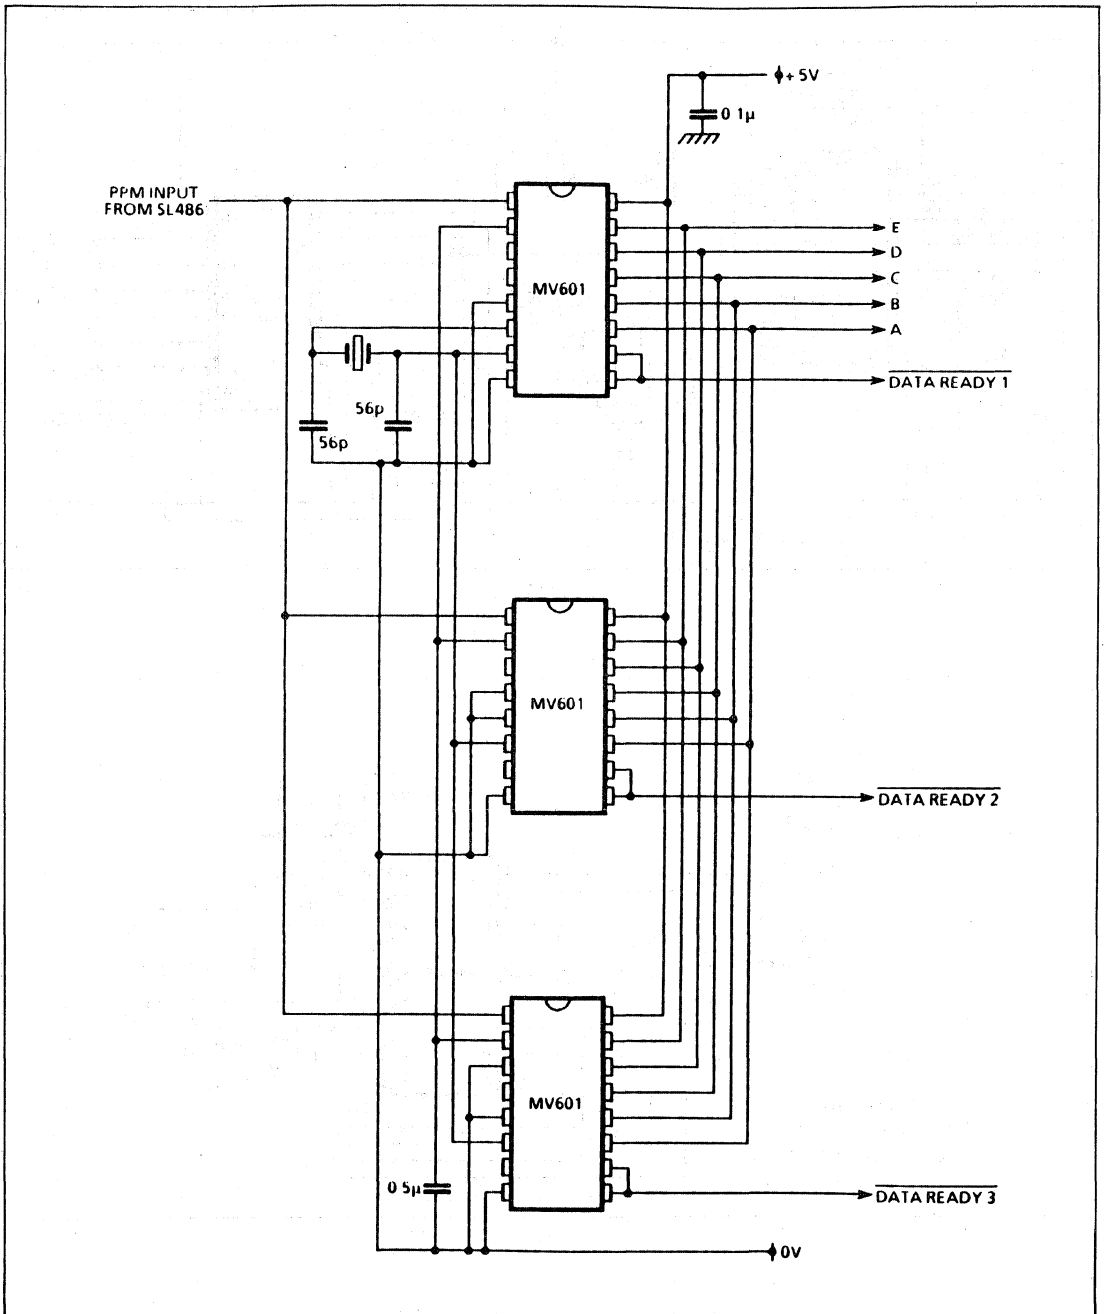 + 5V
0 1µ
PPM INPUT
FROM SL486
E
D
C
B
A
MV601
DATA READY 1
56p
56p
MV601
DATA READY 2
MV601
0 5µ
DATA READY 3
0V